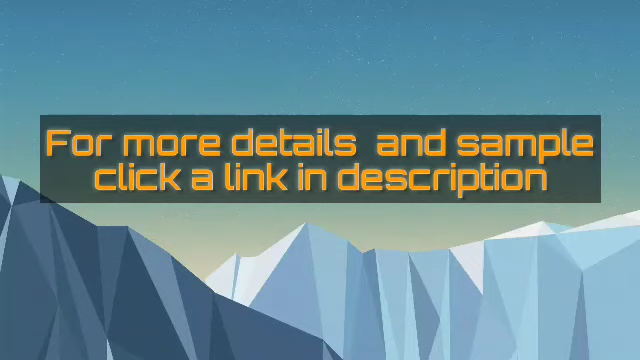 For more details  and sample
click a link in description